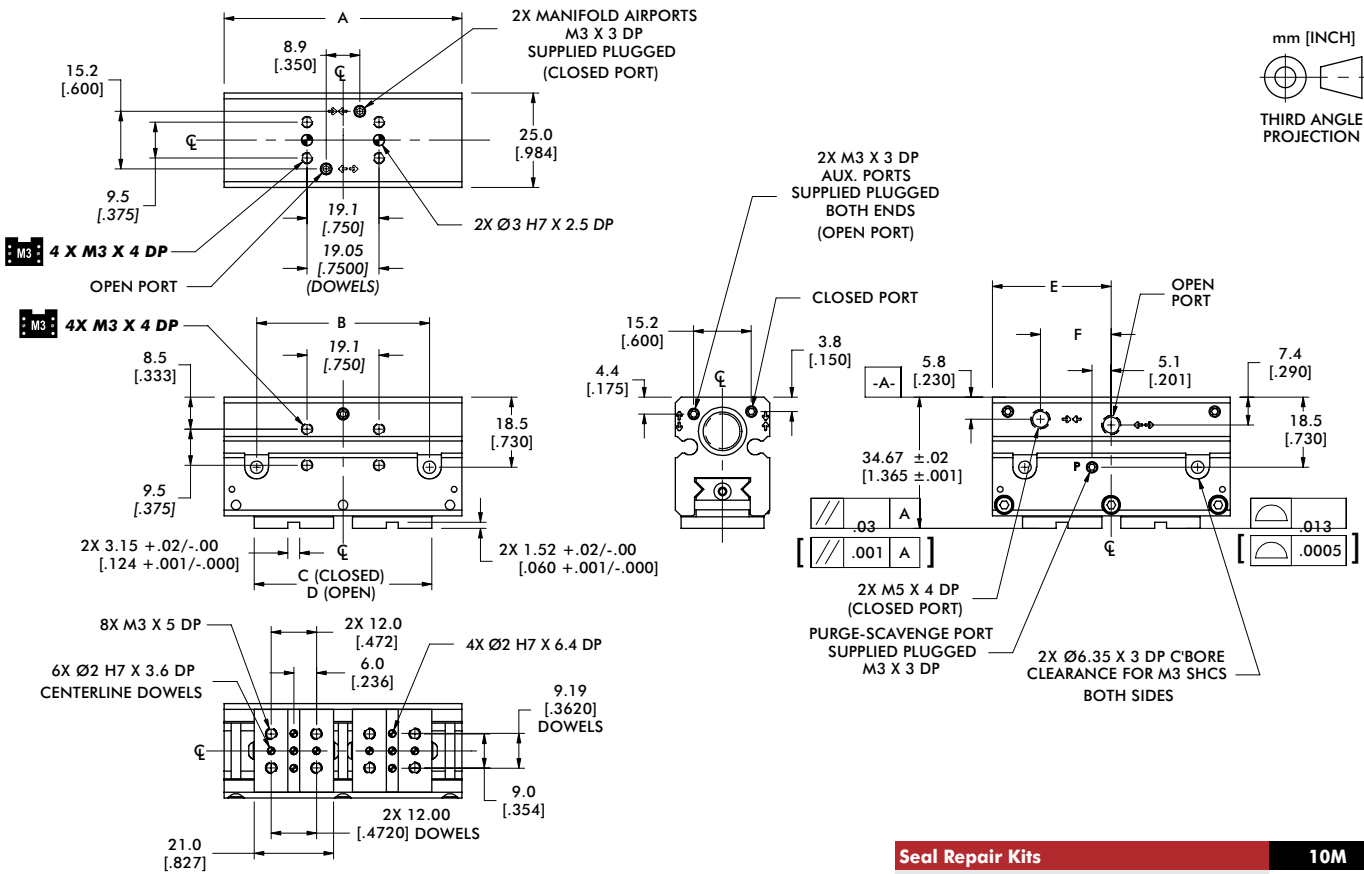 A
2X MANIFOLD AIRPORTS
M3 X 3 DP
SUPPLIED PLUGGED
(CLOSED PORT)
8.9
[.350]
℄
15.2
[.600]
℄
25.0
[.984]
9.5
[.375]
19.1
[.750]
19.05
[.7500]
(DOWELS)
2X Ø3 H7 X 2.5 DP
M3 4 X M3 X 4 DP
OPEN PORT
mm [INCH]
THIRD ANGLE
PROJECTION
M3 4X M3 X 4 DP
B
19.1
[.750]
8.5
[.333]
18.5
[.730]
9.5
[.375]
2X 3.15 +.02/-.00
[.124 +.001/-.000]
℄
2X 1.52 +.02/-.00
[.060 +.001/-.000]
C (CLOSED)
D (OPEN)
2X M3 X 3 DP
AUX. PORTS
SUPPLIED PLUGGED
BOTH ENDS
(OPEN PORT)
CLOSED PORT
15.2
[.600]
3.8
[.150]
4.4
[.175]
℄
E
OPEN
PORT
F
-A-
5.8
[.230]
5.1
[.201]
7.4
[.290]
18.5
[.730]
34.67 ±.02
[1.365 ±.001]
P
// .03 A
[ // .001 A ]
.013
[ .0005 ]
℄
2X M5 X 4 DP
(CLOSED PORT)
PURGE-SCAVENGE PORT
SUPPLIED PLUGGED
M3 X 3 DP
2X Ø6.35 X 3 DP C'BORE
CLEARANCE FOR M3 SHCS
BOTH SIDES
8X M3 X 5 DP
2X 12.0
[.472]
4X Ø2 H7 X 6.4 DP
6X Ø2 H7 X 3.6 DP
CENTERLINE DOWELS
6.0
[.236]
9.19
[.3620]
DOWELS
℄
9.0
[.354]
2X 12.00
[.4720] DOWELS
21.0
[.827]
Seal Repair Kits 10M